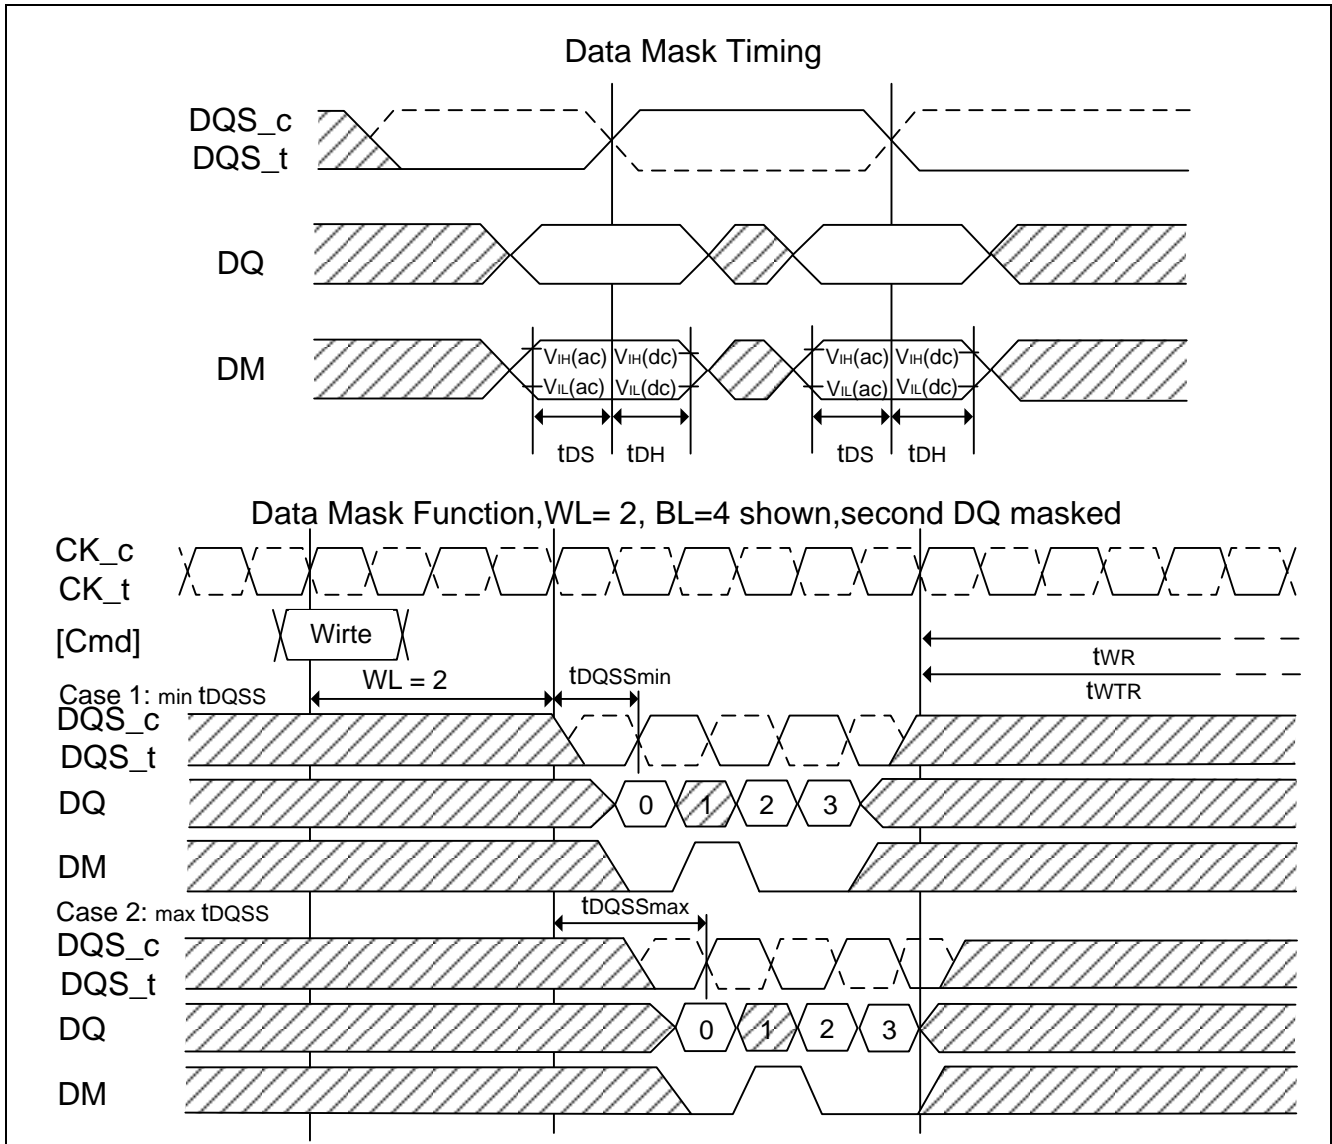 Data Mask Timing
DQS_c
DQS_t
DQ
DM
VIH(ac) VIH(dc) VIH(ac) VIH(dc)
VIL(ac) VIL(dc) VIL(ac) VIL(dc)
tDS tDH tDS tDH
Data Mask Function,WL= 2, BL=4 shown,second DQ masked
CK_c
CK_t
[Cmd] Wirte
tWR
tWTR
WL = 2 tDQSSmin
Case 1: min tDQSS
DQS_c
DQS_t
DQ 0 1 2 3
DM
Case 2: max tDQSS tDQSSmax
DQS_c
DQS_t
DQ 0 1 2 3
DM